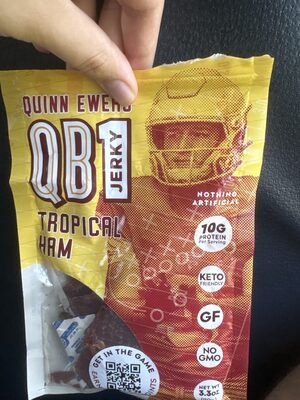 QUINN EWERS
QB1
JERKY
TROPICAL
HAM
NOTHING
ARTIFICIAL
10G
PROTEIN
Per Serving
KETO
FRIENDLY
GF
NO
GMO
GET IN THE GAME
NET WT
3.3oz